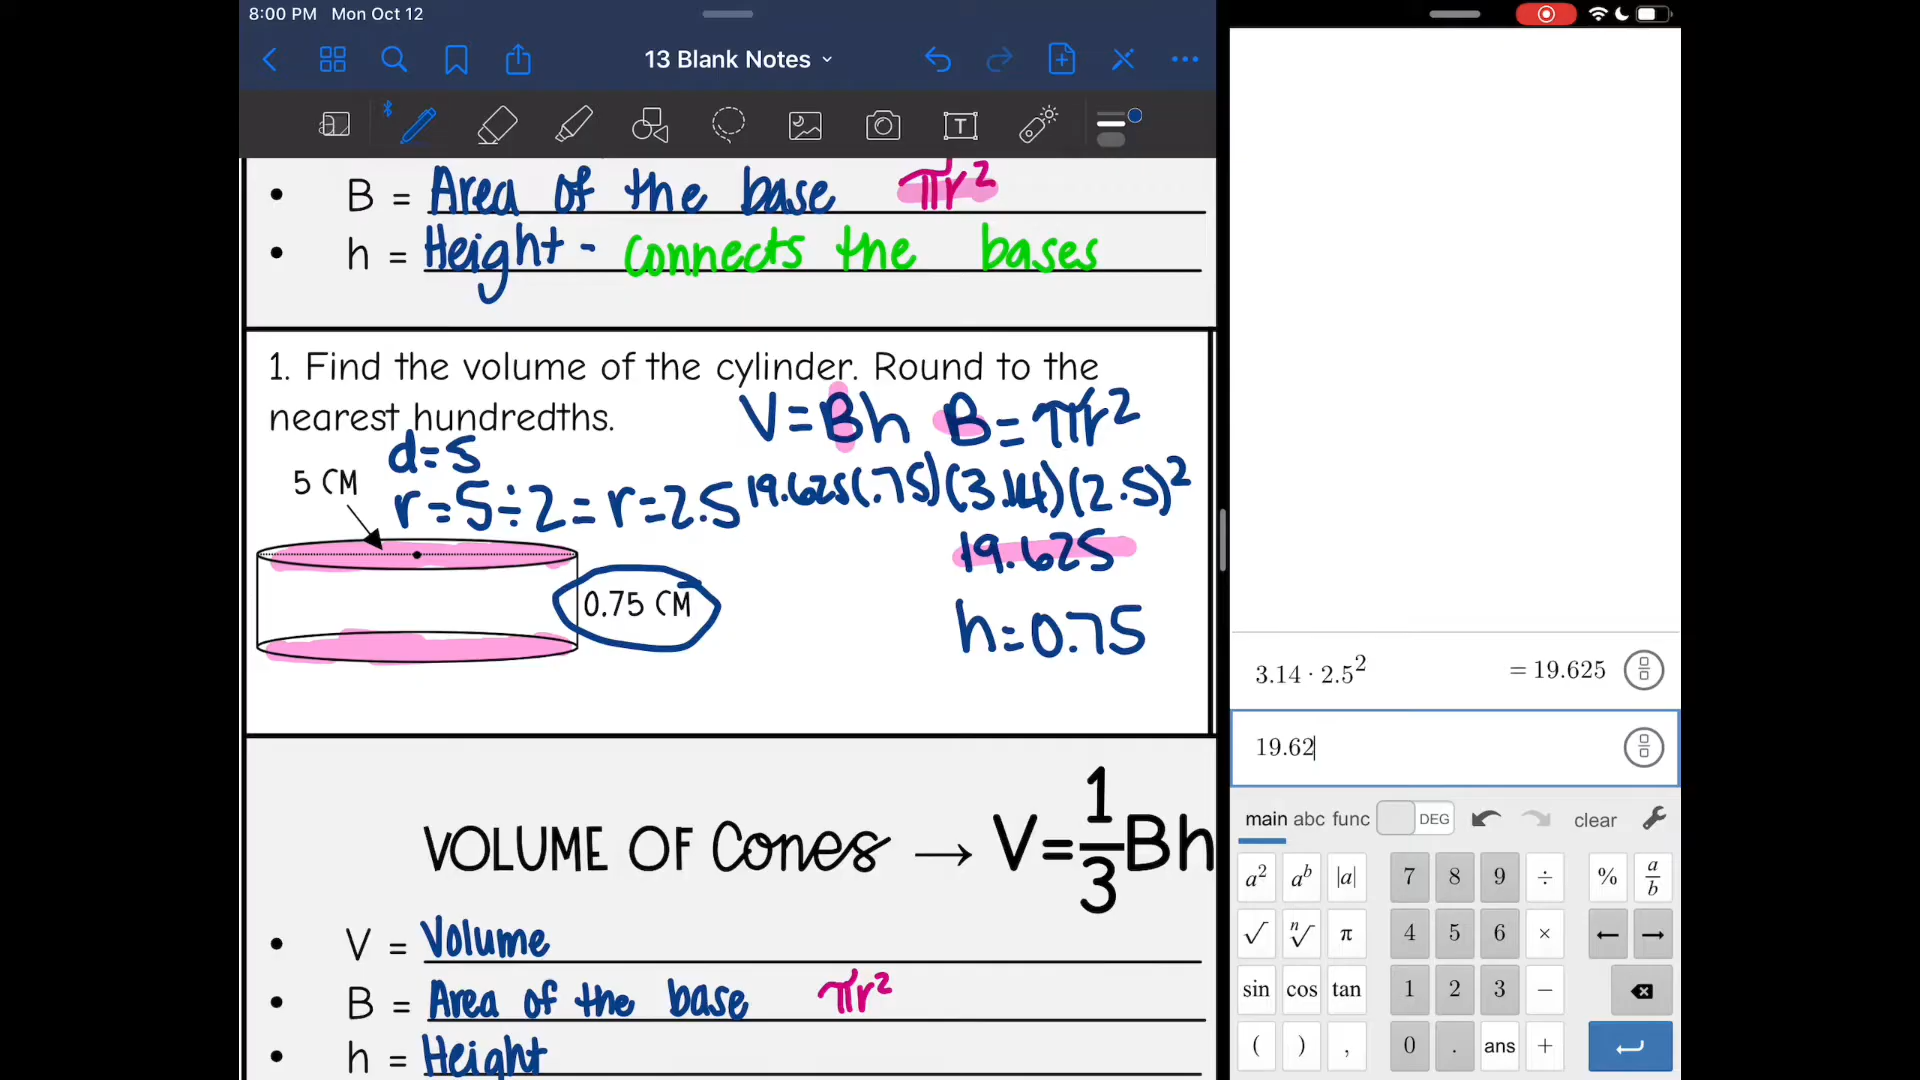 8:00 PM Mon Oct 12
13 Blank Notes
• B = Area of the base πr²
• h = Height - connects the bases
1. Find the volume of the cylinder. Round to the
nearest hundredths.
V=Bh B=πr²
d=5
5 CM
r=5÷2=r=2.5
19.625(.75)
(3.14)(2.5)²
19.625
0.75 CM
h=0.75
VOLUME OF Cones → V=1/3Bh
• V = Volume
• B = Area of the base πr²
• h = Height
3.14 · 2.5² = 19.625
19.62
main abc func DEG clear
a² aᵇ |a| 7 8 9 ÷ % a/b
√ ⁿ√ π 4 5 6 × ← →
sin cos tan 1 2 3 −
( ) , 0 . ans +